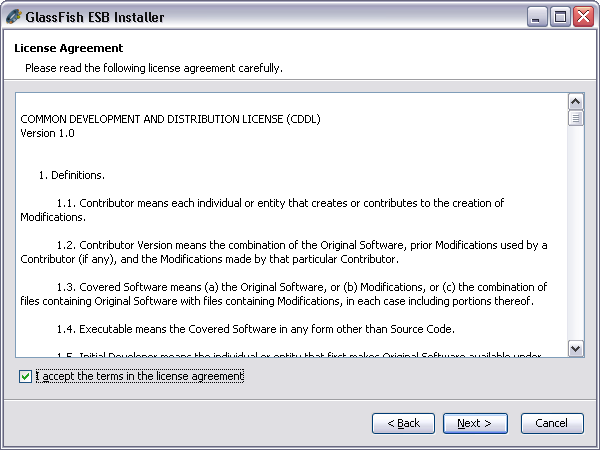 GlassFish ESB Installer
License Agreement
Please read the following license agreement carefully.
COMMON DEVELOPMENT AND DISTRIBUTION LICENSE (CDDL)
Version 1.0
1. Definitions.
1.1. Contributor means each individual or entity that creates or contributes to the creation of
Modifications.
1.2. Contributor Version means the combination of the Original Software, prior Modifications used by a
Contributor (if any), and the Modifications made by that particular Contributor.
1.3. Covered Software means (a) the Original Software, or (b) Modifications, or (c) the combination of
files containing Original Software with files containing Modifications, in each case including portions thereof.
1.4. Executable means the Covered Software in any form other than Source Code.
1.5. Initial Developer means the individual or entity that first makes Original Software available under
I accept the terms in the license agreement
< Back
Next >
Cancel